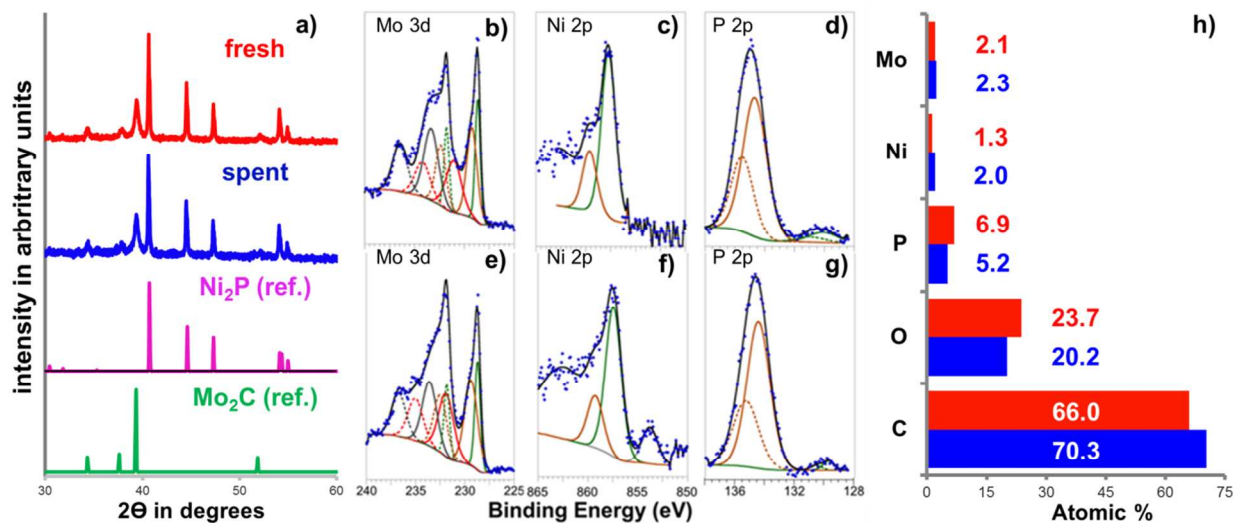 intensity in arbitrary units
a)
fresh
spent
Ni₂P (ref.)
Mo₂C (ref.)
30 40 50 60
2Ɵ in degrees
Mo 3d b)
Ni 2p c)
P 2p d)
Mo 3d e)
Ni 2p f)
P 2p g)
240 235 230 225
865 860 855 850
136 132 128
Binding Energy (eV)
h)
Mo 2.1
2.3
Ni 1.3
2.0
P 6.9
5.2
O 23.7
20.2
C 66.0
70.3
0 15 30 45 60 75
Atomic %